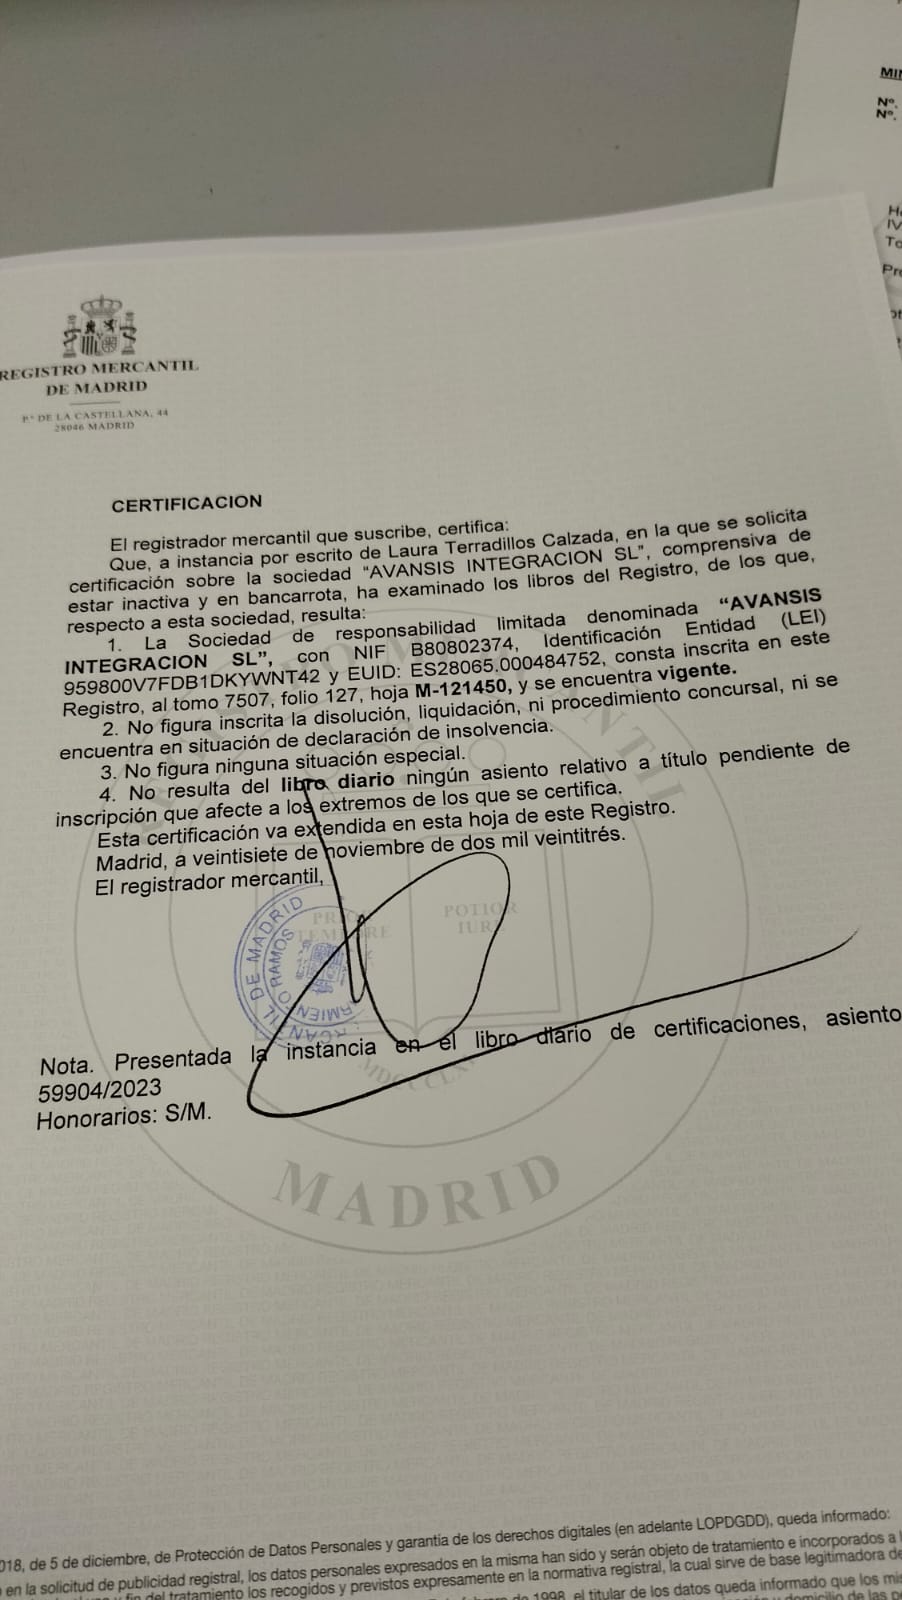 MIN
Nº.
Nº.
REGISTRO MERCANTIL
DE MADRID
Pº DE LA CASTELLANA, 44
28046 MADRID
CERTIFICACION
El registrador mercantil que suscribe, certifica:
Que, a instancia por escrito de Laura Terradillos Calzada, en la que se solicita
certificación sobre la sociedad "AVANSIS INTEGRACION SL", comprensiva de
estar inactiva y en bancarrota, ha examinado los libros del Registro, de los que,
respecto a esta sociedad, resulta:
1. La Sociedad de responsabilidad limitada denominada “AVANSIS
INTEGRACION SL”, con NIF B80802374, Identificación Entidad (LEI)
959800V7FDB1DKYWNT42 y EUID: ES28065.000484752, consta inscrita en este
Registro, al tomo 7507, folio 127, hoja M-121450, y se encuentra vigente.
2. No figura inscrita la disolución, liquidación, ni procedimiento concursal, ni se
encuentra en situación de declaración de insolvencia.
3. No figura ninguna situación especial.
4. No resulta del libro diario ningún asiento relativo a título pendiente de
inscripción que afecte a los extremos de los que se certifica.
Esta certificación va extendida en esta hoja de este Registro.
Madrid, a veintisiete de noviembre de dos mil veintitrés.
El registrador mercantil,
DE MADRID
RAMOS
POTIOR
IURE
Nota. Presentada la instancia en el libro diario de certificaciones, asiento
59904/2023
Honorarios: S/M.
MADRID
018, de 5 de diciembre, de Protección de Datos Personales y garantía de los derechos digitales (en adelante LOPDGDD), queda informado:
en la solicitud de publicidad registral, los datos personales expresados en la misma han sido y serán objeto de tratamiento e incorporados a
del tratamiento los recogidos y previstos expresamente en la normativa registral, la cual sirve de base legitimadora de
de 1998, el titular de los datos queda informado que los